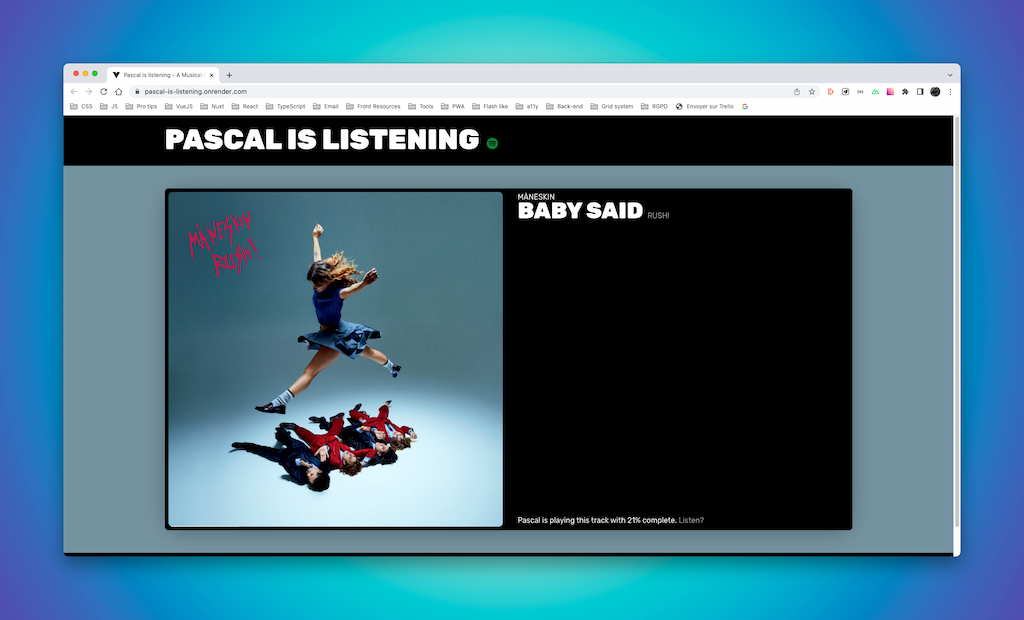 Pascal is listening - A Musical
pascal-is-listening.onrender.com
CSS JS Pro tips VueJS Nuxt React TypeScript Email Front Resources Tools PWA Flash like a11y Back-end Grid system RGPD Envoyer sur Trello
PASCAL IS LISTENING
MÅNESKIN
RUSH!
MÅNESKIN
BABY SAID RUSH!
Pascal is playing this track with 21% complete. Listen?